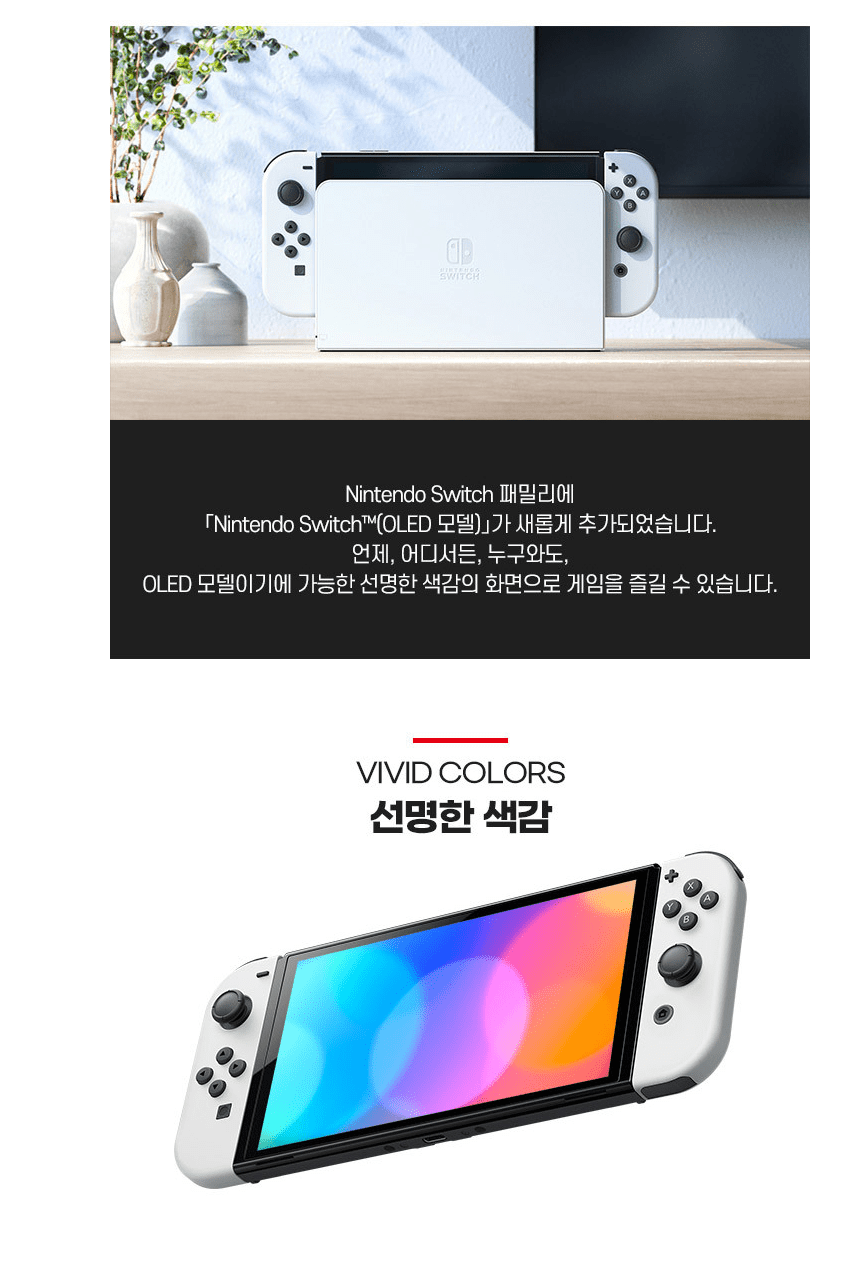 NINTENDO
SWITCH
X
Y
A
B
Nintendo Switch 패밀리에
「Nintendo Switch™(OLED 모델)」가 새롭게 추가되었습니다.
언제, 어디서든, 누구와도,
OLED 모델이기에 가능한 선명한 색감의 화면으로 게임을 즐길 수 있습니다.
VIVID COLORS
선명한 색감
X
Y
A
B